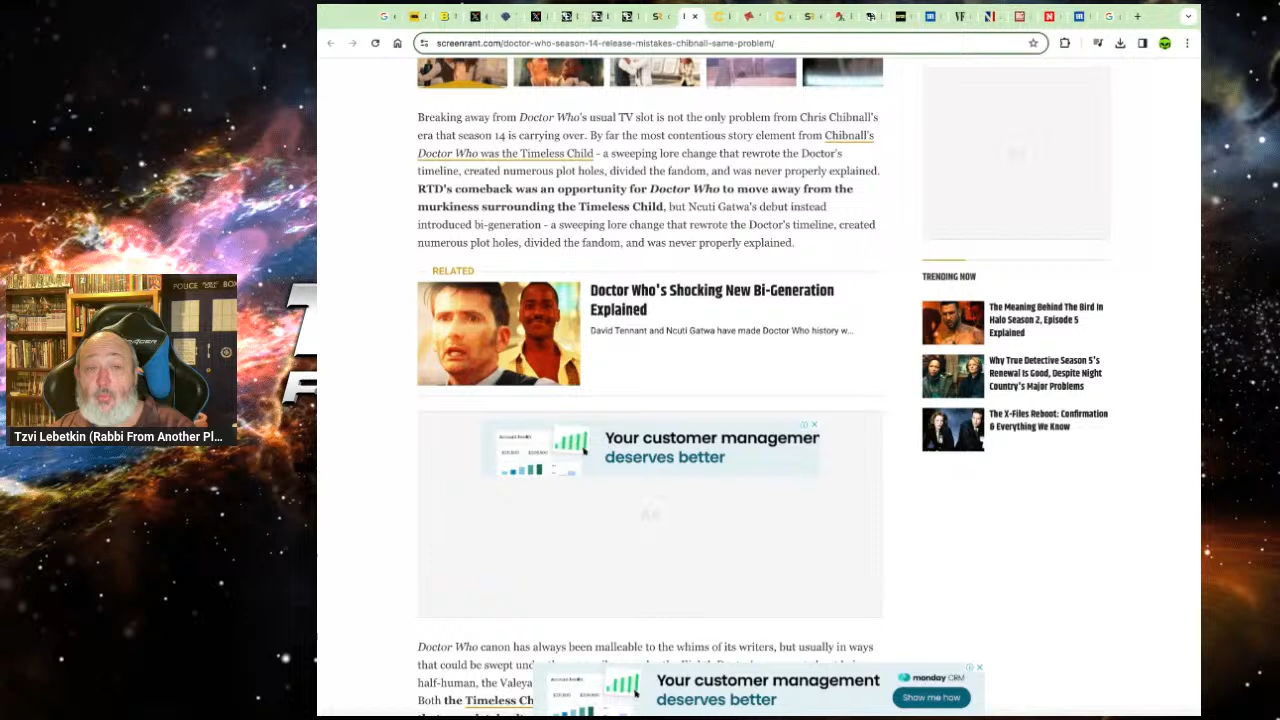 screenrant.com/doctor-who-season-14-release-mistakes-chibnall-same-problem/
Breaking away from Doctor Who's usual TV slot is not the only problem from Chris Chibnall's
era that season 14 is carrying over. By far the most contentious story element from Chibnall's
Doctor Who was the Timeless Child - a sweeping lore change that rewrote the Doctor's
timeline, created numerous plot holes, divided the fandom, and was never properly explained.
RTD's comeback was an opportunity for Doctor Who to move away from the
murkiness surrounding the Timeless Child, but Ncuti Gatwa's debut instead
introduced bi-generation - a sweeping lore change that rewrote the Doctor's timeline, created
numerous plot holes, divided the fandom, and was never properly explained.
RELATED
Doctor Who's Shocking New Bi-Generation
Explained
David Tennant and Ncuti Gatwa have made Doctor Who history w...
Your customer managemen
deserves better
Ad
Doctor Who canon has always been malleable to the whims of its writers, but usually in ways
that could be swept und
half-human, the Valeya
Both the Timeless Ch
Your customer management
deserves better
monday CRM
Show me how
Ad
TRENDING NOW
The Meaning Behind The Bird In
Halo Season 2, Episode 5
Explained
Why True Detective Season 5's
Renewal Is Good, Despite Night
Country's Major Problems
The X-Files Reboot: Confirmation
& Everything We Know
POLICE
BOX
Tzvi Lebetkin (Rabbi From Another Pl...